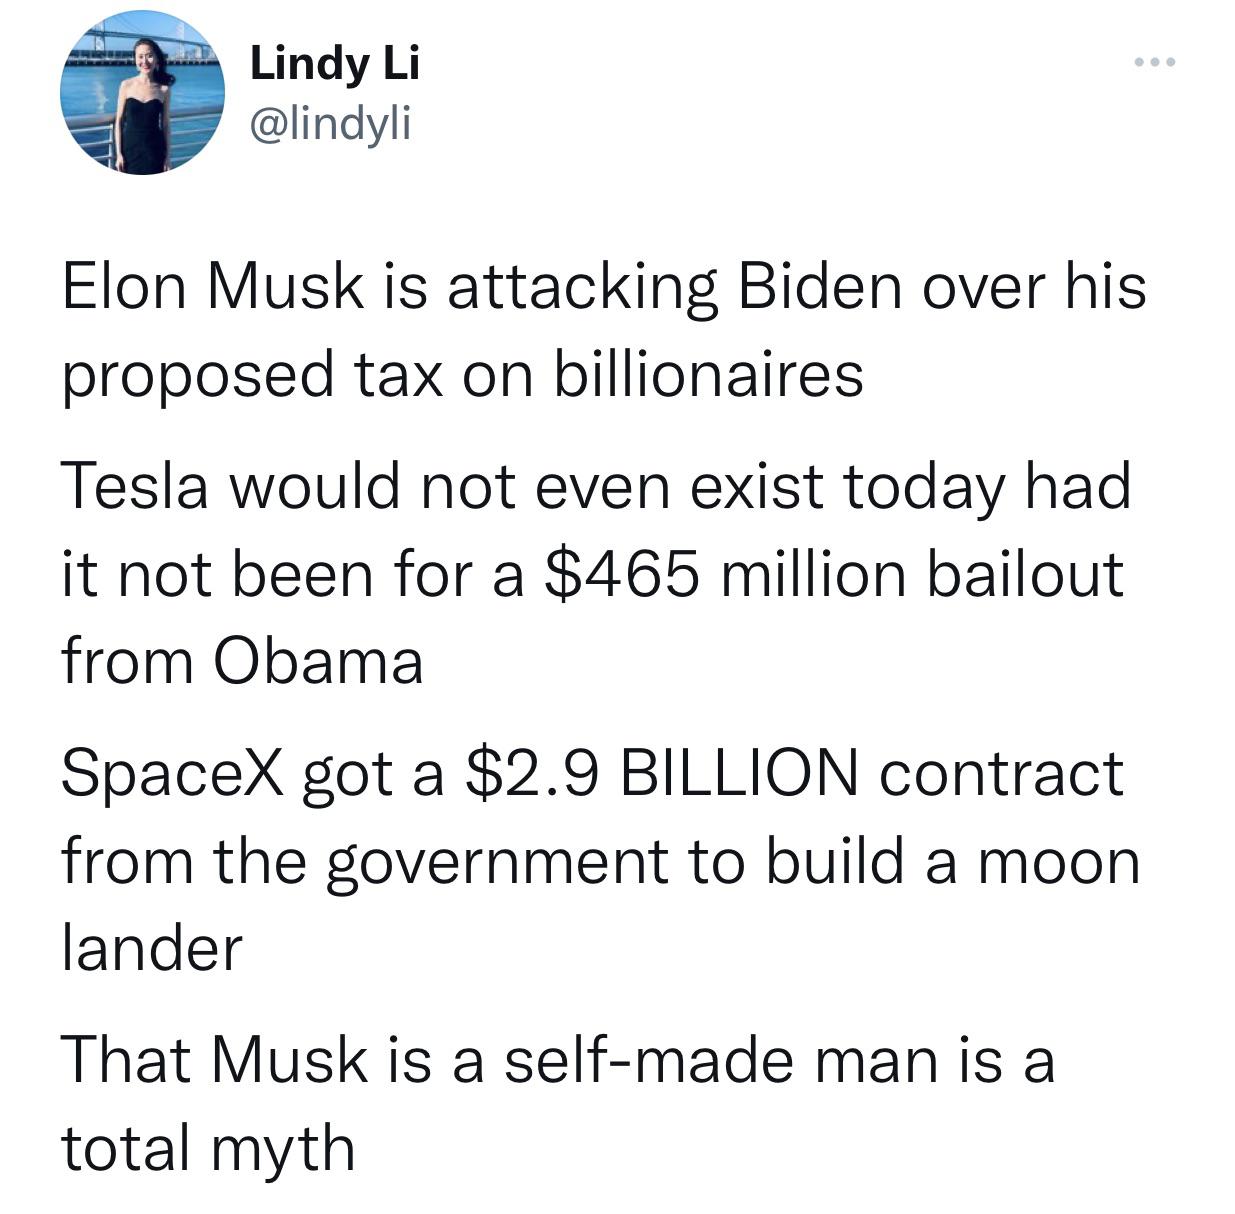 Lindy Li
@lindyli
Elon Musk is attacking Biden over his
proposed tax on billionaires
Tesla would not even exist today had
it not been for a $465 million bailout
from Obama
SpaceX got a $2.9 BILLION contract
from the government to build a moon
lander
That Musk is a self-made man is a
total myth